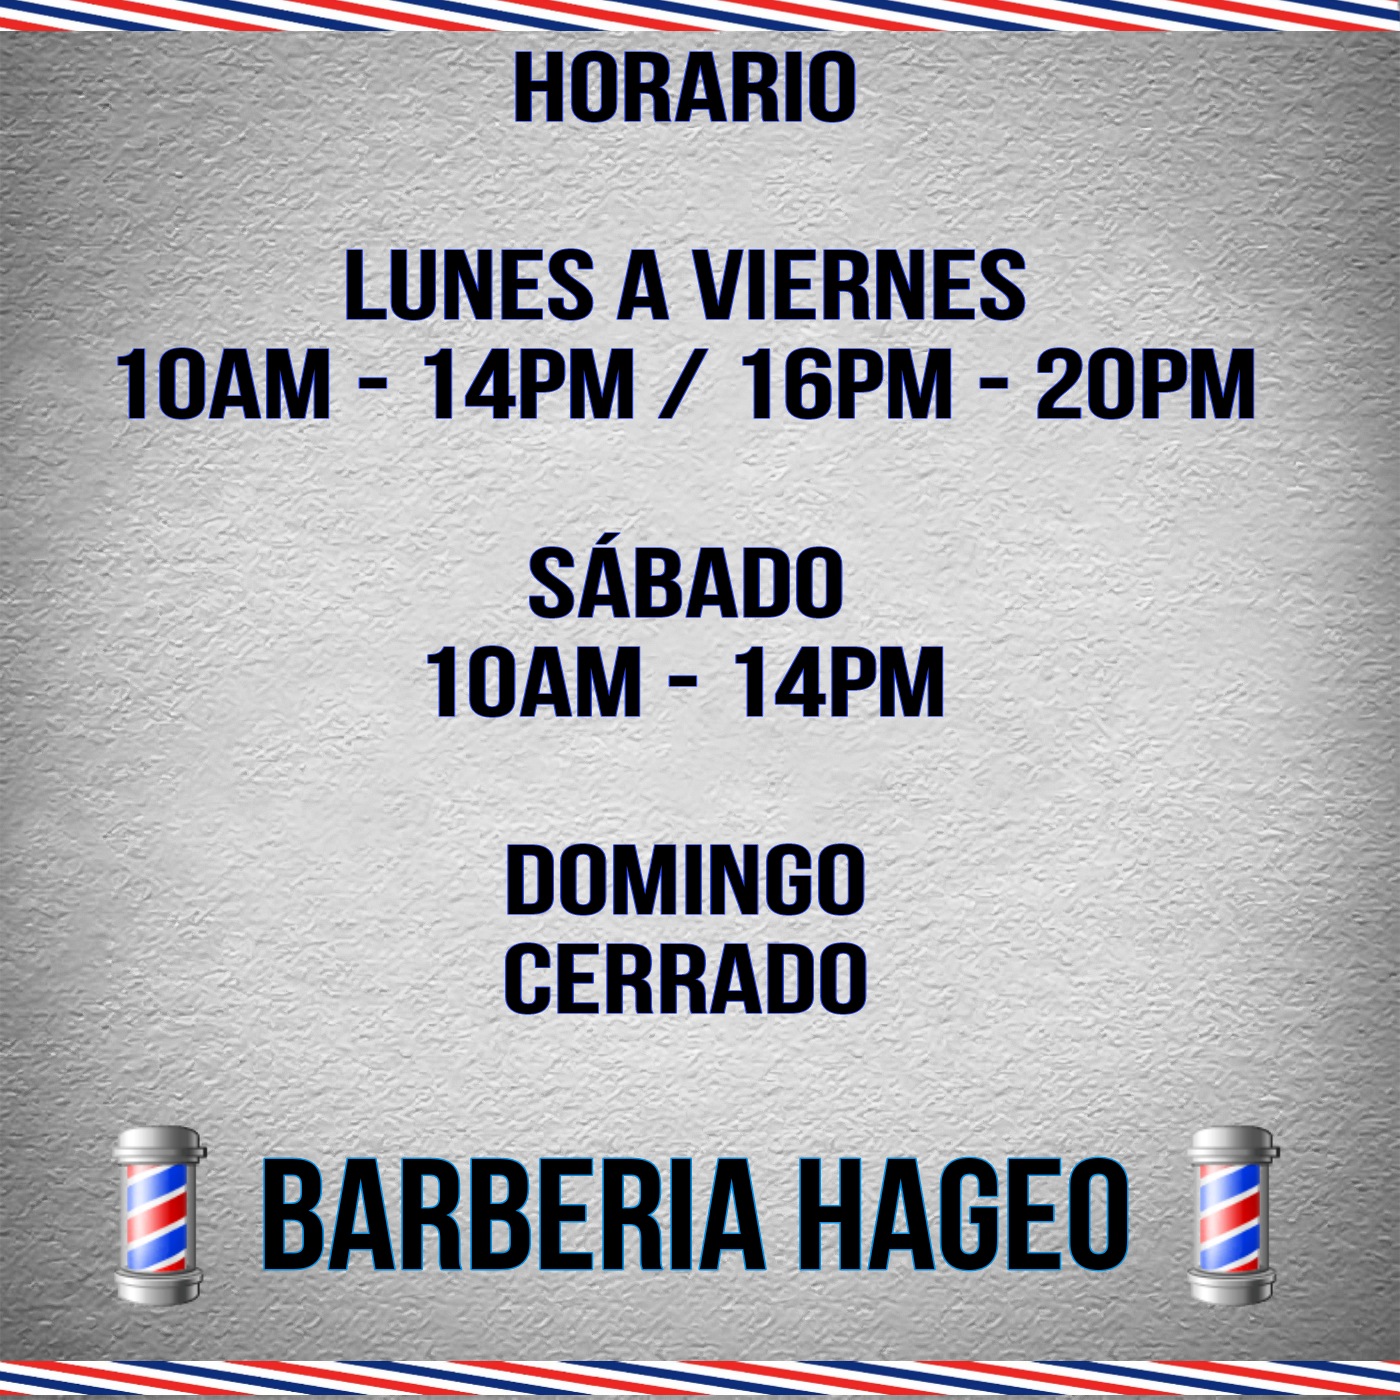 HORARIO
LUNES A VIERNES
10AM - 14PM / 16PM - 20PM
SÁBADO
10AM - 14PM
DOMINGO
CERRADO
BARBERIA HAGEO